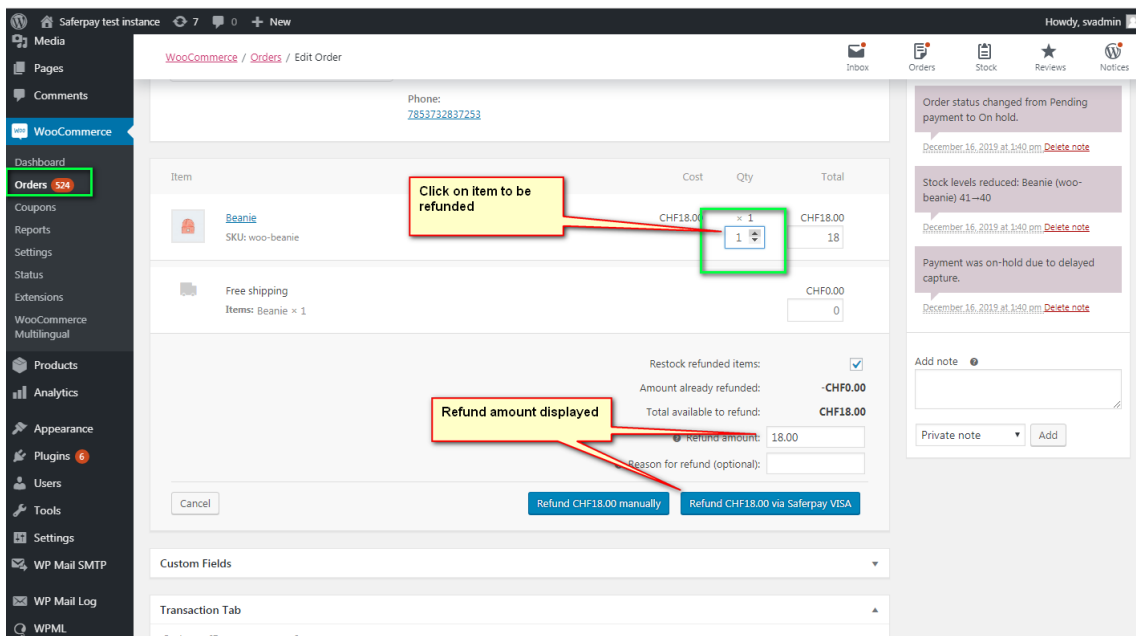 Saferpay test instance 7 0 + New Howdy, svadmin
Media
Pages
Comments
WooCommerce
Dashboard
Orders 524
Coupons
Reports
Settings
Status
Extensions
WooCommerce
Multilingual
Products
Analytics
Appearance
Plugins 6
Users
Tools
Settings
WP Mail SMTP
WP Mail Log
WPML
WooCommerce / Orders / Edit Order
Inbox
Orders
Stock
Reviews
Notices
Phone:
7853732837253
Item Cost Qty Total
Click on item to be
refunded
Beanie CHF18.00 × 1 CHF18.00
SKU: woo-beanie 1 18
Free shipping CHF0.00
Items: Beanie × 1 0
Restock refunded items:
Amount already refunded: -CHF0.00
Total available to refund: CHF18.00
Refund amount displayed
Refund amount: 18.00
Reason for refund (optional):
Cancel
Refund CHF18.00 manually
Refund CHF18.00 via Saferpay VISA
Custom Fields
Transaction Tab
Order status changed from Pending
payment to On hold.
December 16, 2019 at 1:40 pm Delete note
Stock levels reduced: Beanie (woo-
beanie) 41→40
December 16, 2019 at 1:40 pm Delete note
Payment was on-hold due to delayed
capture.
December 16, 2019 at 1:40 pm Delete note
Add note
Private note
Add